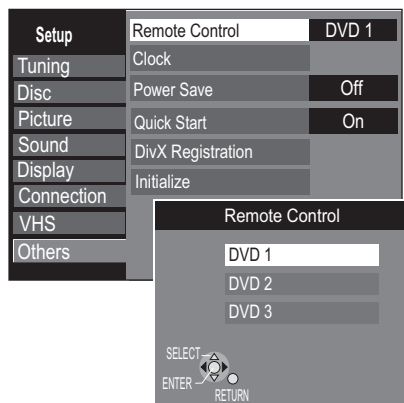 Setup
Tuning
Disc
Picture
Sound
Display
Connection
VHS
Others
Remote Control DVD 1
Clock
Power Save Off
Quick Start On
DivX Registration
Initialize
Remote Control
DVD 1
DVD 2
DVD 3
SELECT
ENTER
RETURN